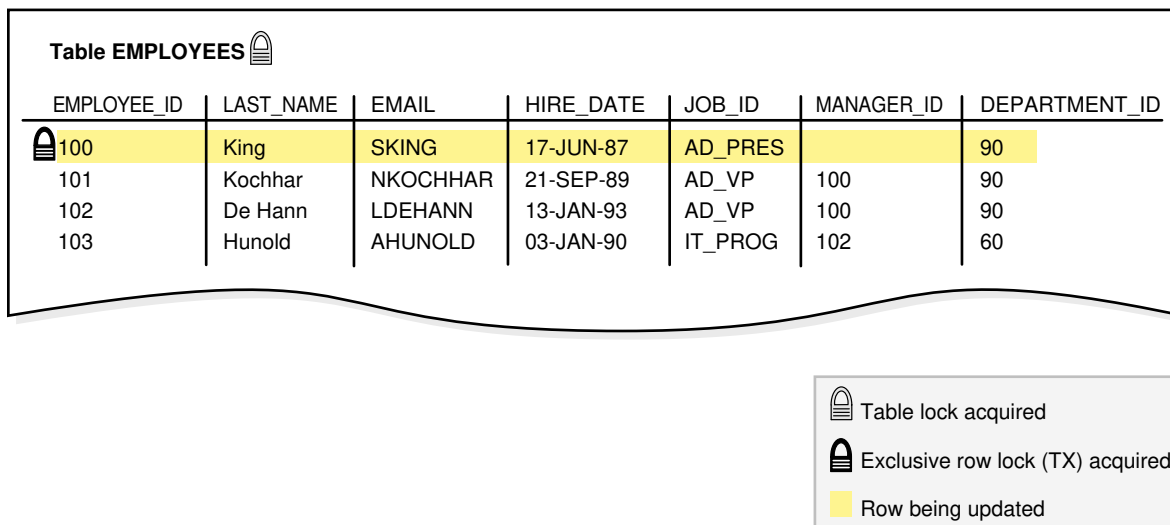 Table EMPLOYEES
EMPLOYEE_ID LAST_NAME EMAIL HIRE_DATE JOB_ID MANAGER_ID DEPARTMENT_ID
100 King SKING 17-JUN-87 AD_PRES 90
101 Kochhar NKOCHHAR 21-SEP-89 AD_VP 100 90
102 De Hann LDEHANN 13-JAN-93 AD_VP 100 90
103 Hunold AHUNOLD 03-JAN-90 IT_PROG 102 60
Table lock acquired
Exclusive row lock (TX) acquired
Row being updated